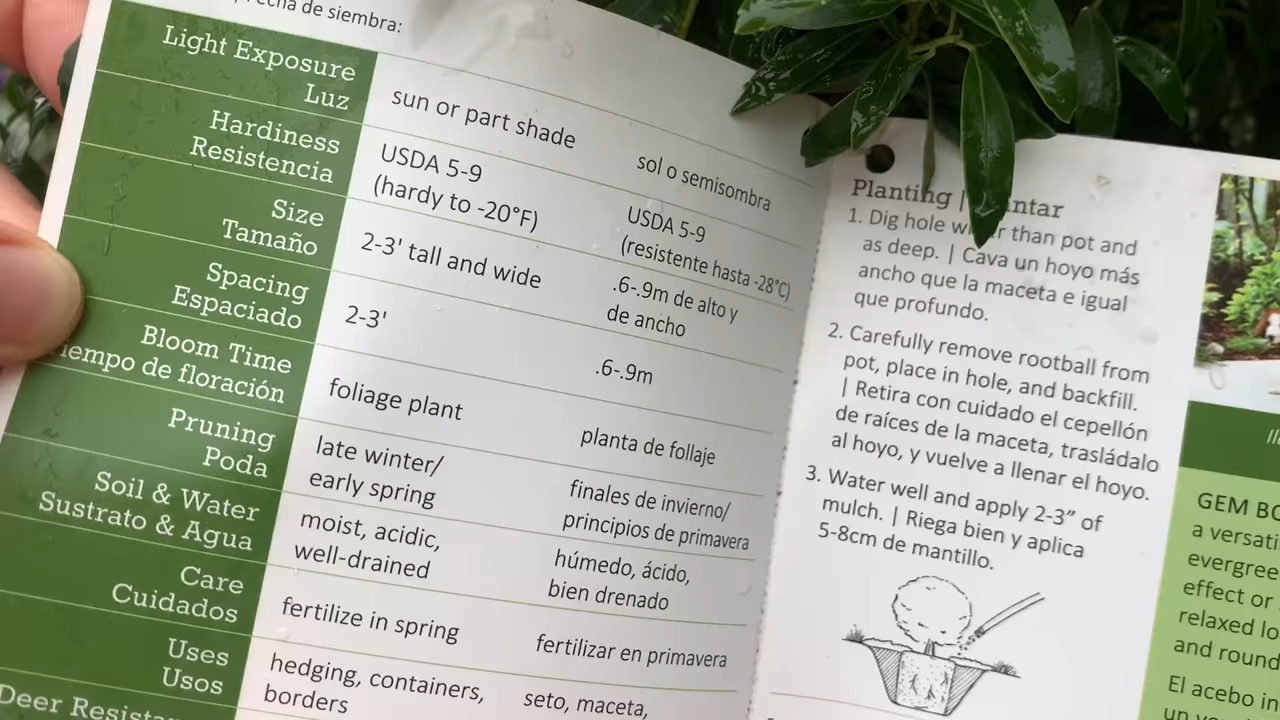 de siembra:
Light Exposure
Luz
sun or part shade
sol o semisombra
Hardiness
Resistencia
USDA 5-9
(hardy to -20°F)
USDA 5-9
(resistente hasta -28°C)
Size
Tamaño
2-3' tall and wide
.6-.9m de alto y
de ancho
Spacing
Espaciado
2-3'
.6-.9m
Bloom Time
de floración
foliage plant
planta de follaje
Pruning
Poda
late winter/
early spring
finales de invierno/
principios de primavera
Soil & Water
Sustrato & Agua
moist, acidic,
well-drained
húmedo, ácido,
bien drenado
Care
Cuidados
fertilize in spring
fertilizar en primavera
Uses
Usos
hedging, containers,
borders
seto, maceta,
Deer
Planting |
1. Dig hole than pot and
as deep. | Cava un hoyo más
ancho que la maceta e igual
que profundo.
2. Carefully remove rootball from
pot, place in hole, and backfill.
| Retira con cuidado el cepellón
de raíces de la maceta, trasládalo
al hoyo, y vuelve a llenar el hoyo.
3. Water well and apply 2-3” of
mulch. | Riega bien y aplica
5-8cm de mantillo.
GEM
a
effect or
relaxed
and round
El acebo
un